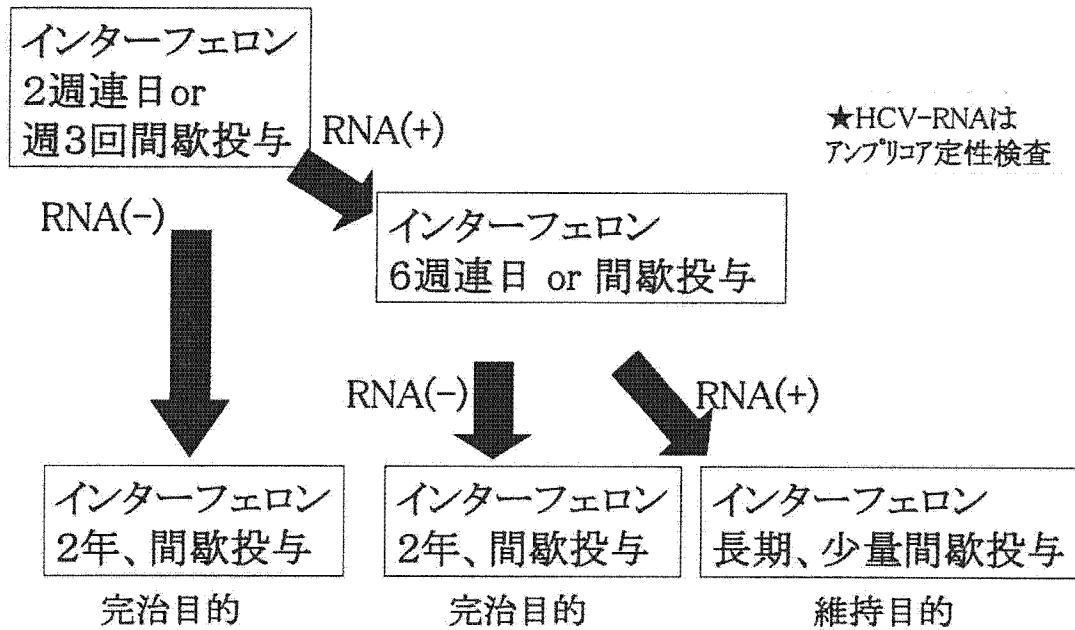 インターフェロン
2週連日or
週3回間歇投与
RNA(+)
★HCV-RNAは
アンプリコア定性検査
RNA(-)
インターフェロン
6週連日 or 間歇投与
RNA(-)
RNA(+)
インターフェロン
2年、間歇投与
完治目的
インターフェロン
2年、間歇投与
完治目的
インターフェロン
長期、少量間歇投与
維持目的